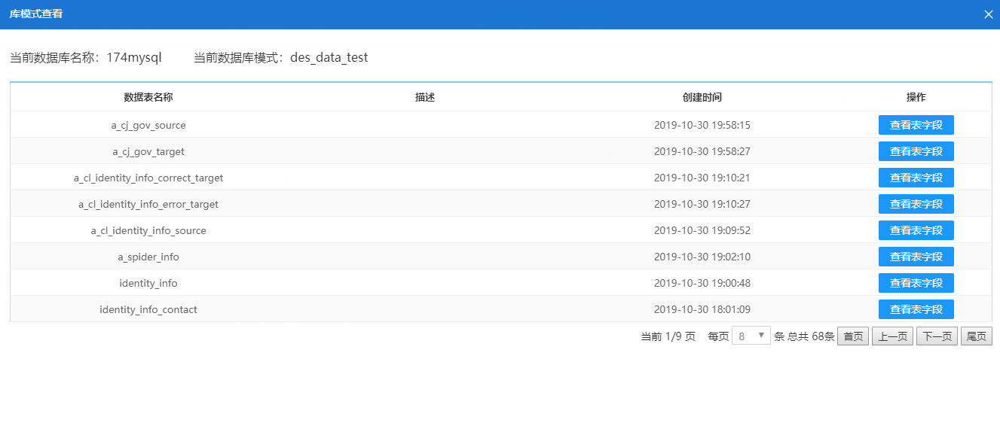 库模式查看
当前数据库名称：174mysql 当前数据库模式：des_data_test
数据表名称 描述 创建时间 操作
a_cj_gov_source 2019-10-30 19:58:15 查看表字段
a_cj_gov_target 2019-10-30 19:58:27 查看表字段
a_cl_identity_info_correct_target 2019-10-30 19:10:21 查看表字段
a_cl_identity_info_error_target 2019-10-30 19:10:27 查看表字段
a_cl_identity_info_source 2019-10-30 19:09:52 查看表字段
a_spider_info 2019-10-30 19:02:10 查看表字段
identity_info 2019-10-30 19:00:48 查看表字段
identity_info_contact 2019-10-30 18:01:09 查看表字段
当前 1/9 页 每页 8 条 总共 68条 首页 上一页 下一页 尾页